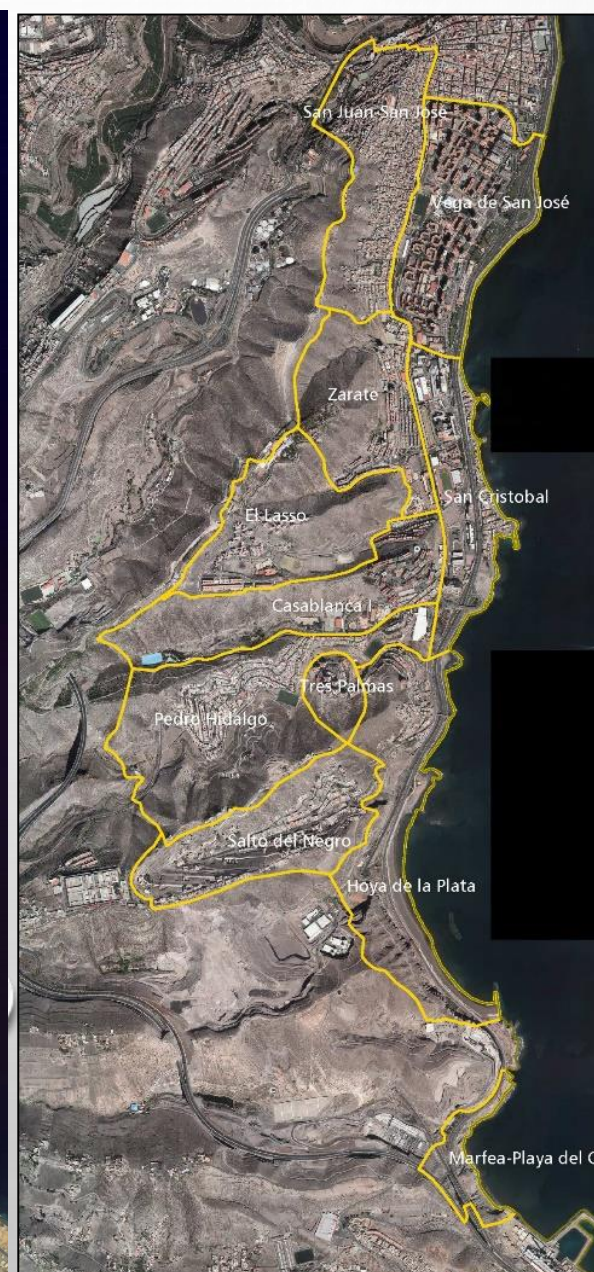 San Juan-San José
Vega de San José
Zarate
San Cristobal
El Lasso
Casablanca I
Tres Palmas
Pedro Hidalgo
Salto del Negro
Hoya de la Plata
Marfea-Playa del